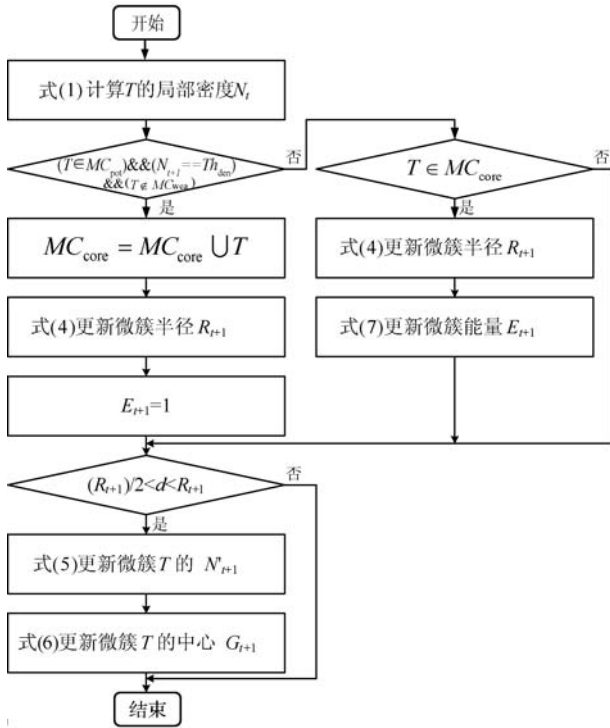 开始
式(1)计算T的局部密度Nₜ
(T∈MC_pot)&&(N_{t+1}==Th_den)
&&(T∉MC_wea)
否
T∈MC_core
否
是
是
MC_core = MC_core ∪ T
式(4)更新微簇半径 R_{t+1}
式(4)更新微簇半径 R_{t+1}
式(7)更新微簇能量 E_{t+1}
E_{t+1}=1
(R_{t+1})/2<d<R_{t+1}
否
是
式(5)更新微簇T的 N'_{t+1}
式(6)更新微簇T的中心 G_{t+1}
结束